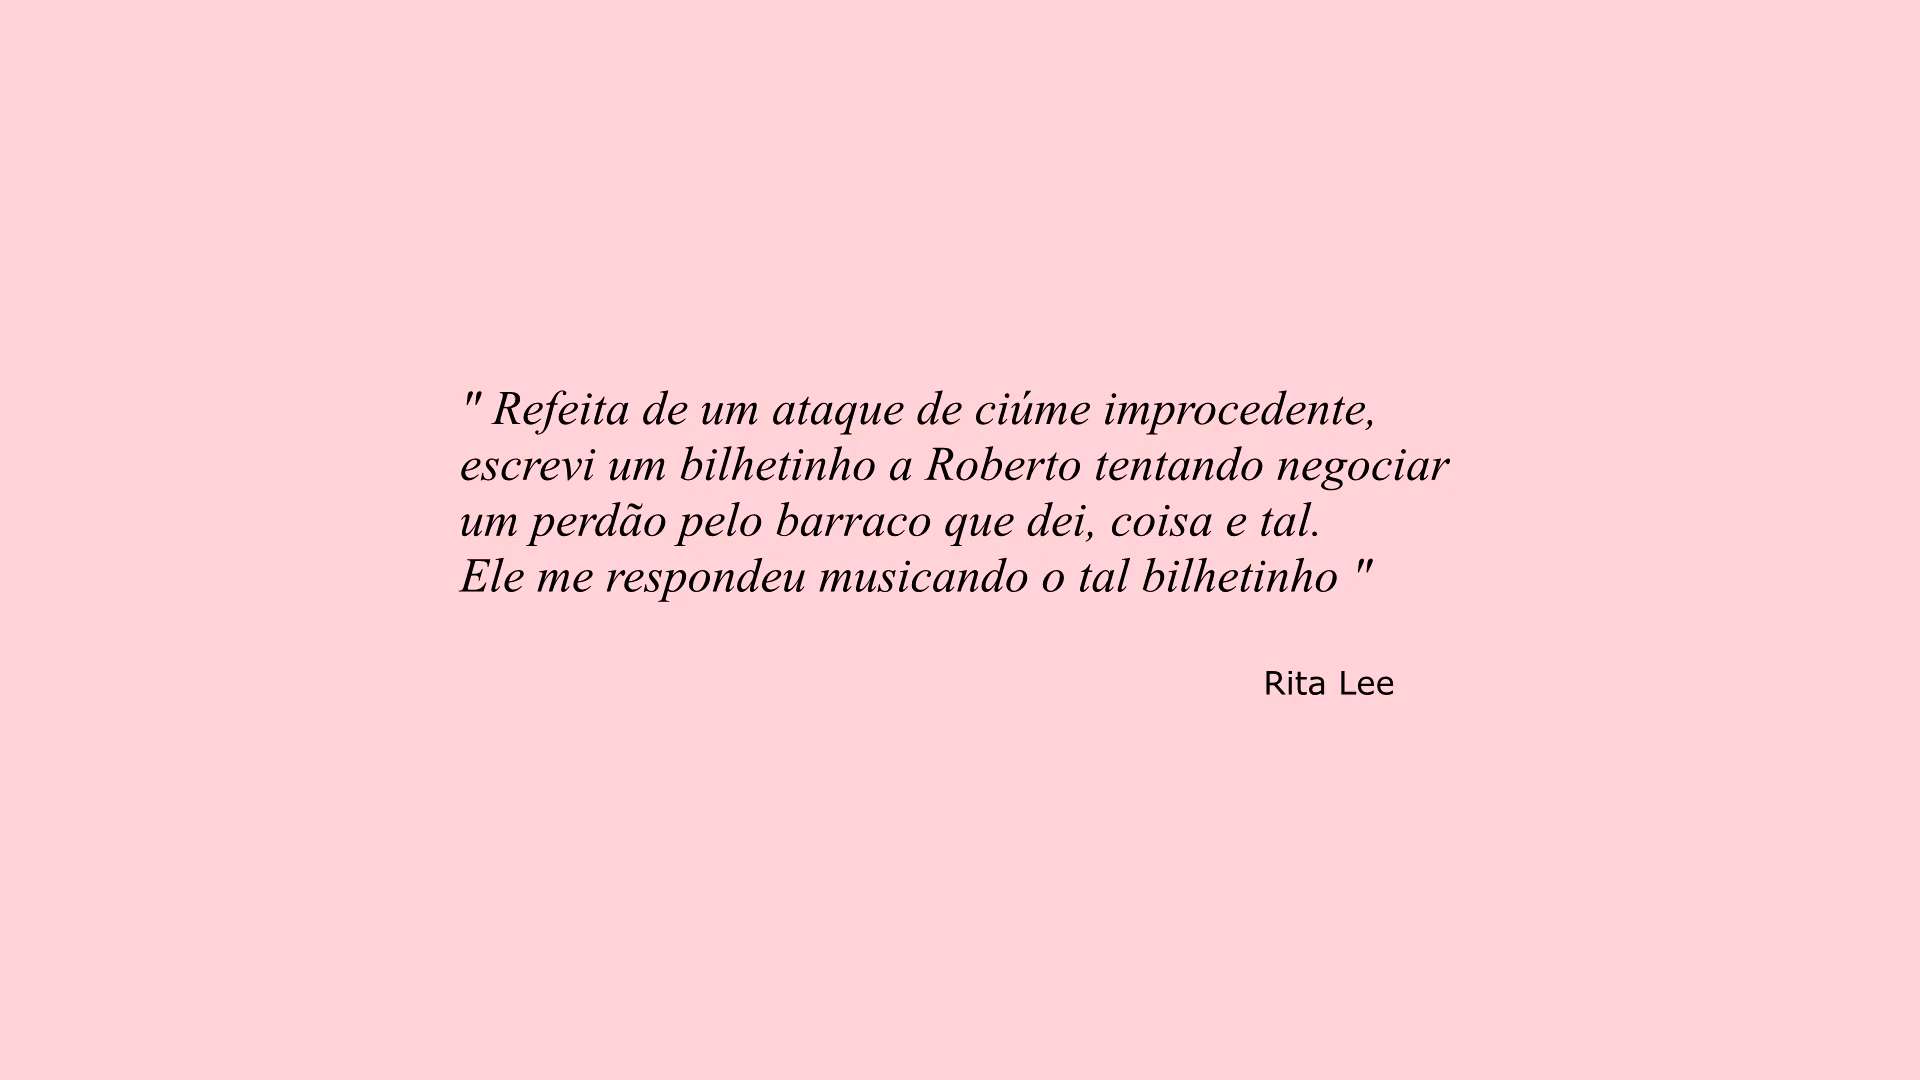 " Refeita de um ataque de ciúme improcedente,
escrevi um bilhetinho a Roberto tentando negociar
um perdão pelo barraco que dei, coisa e tal.
Ele me respondeu musicando o tal bilhetinho "
Rita Lee